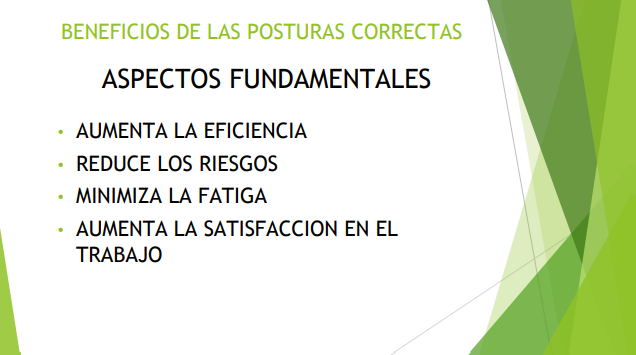 BENEFICIOS DE LAS POSTURAS CORRECTAS
ASPECTOS FUNDAMENTALES
• AUMENTA LA EFICIENCIA
• REDUCE LOS RIESGOS
• MINIMIZA LA FATIGA
• AUMENTA LA SATISFACCION EN EL
TRABAJO